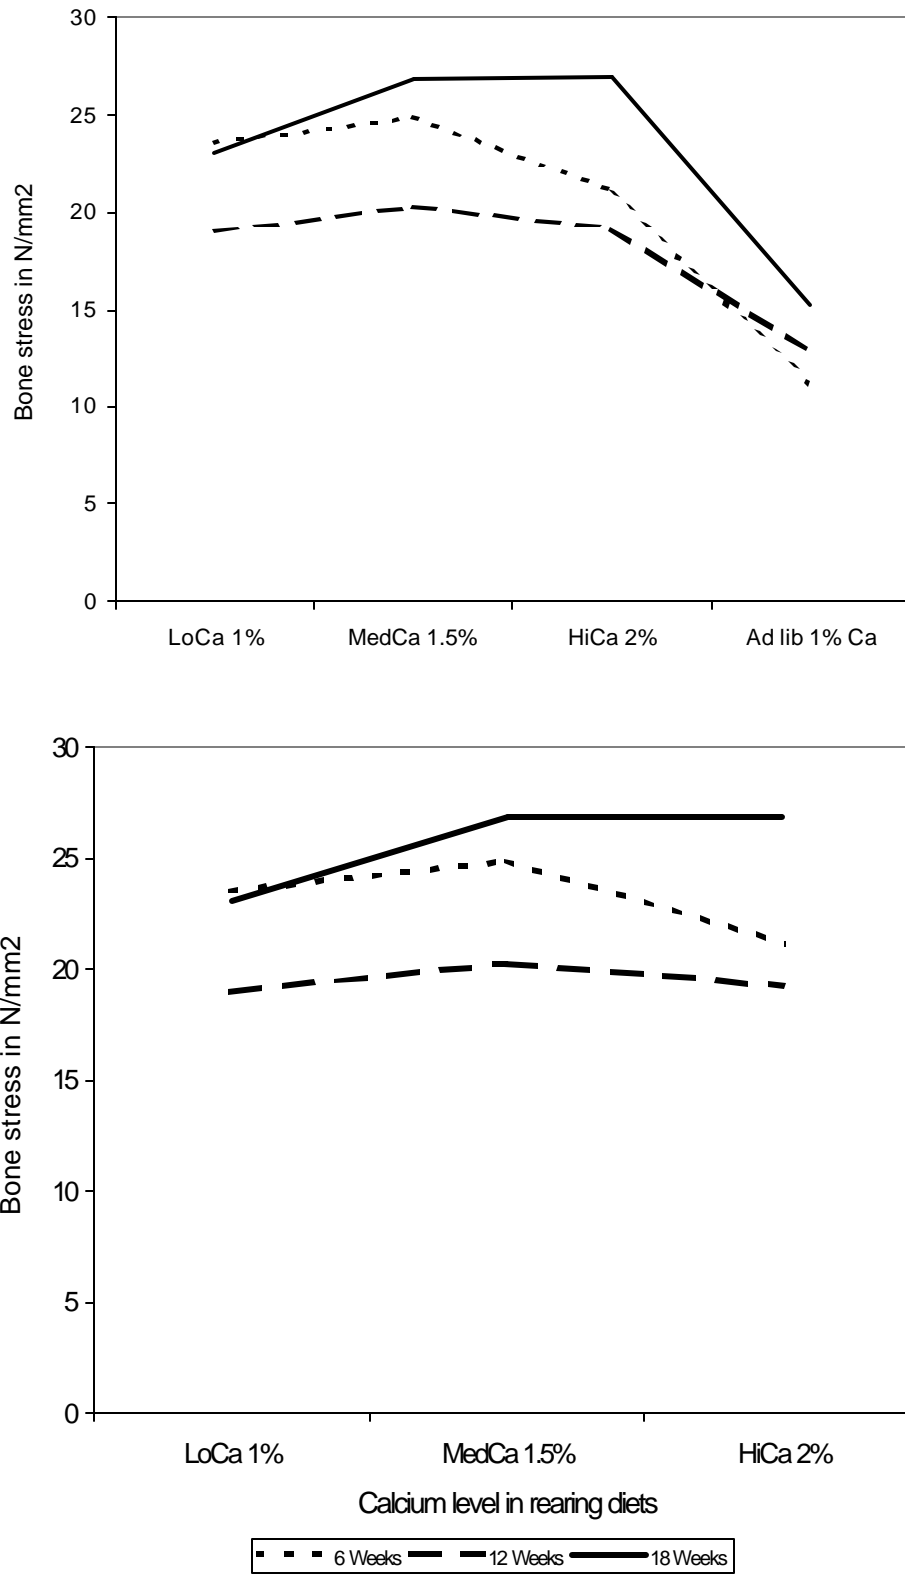 30
25
20
15
10
5
0
Bone stress in N/mm2
LoCa 1% MedCa 1.5% HiCa 2% Ad lib 1% Ca
30
25
20
15
10
5
0
Bone stress in N/mm2
LoCa 1% MedCa 1.5% HiCa 2%
Calcium level in rearing diets
6 Weeks 12 Weeks 18 Weeks